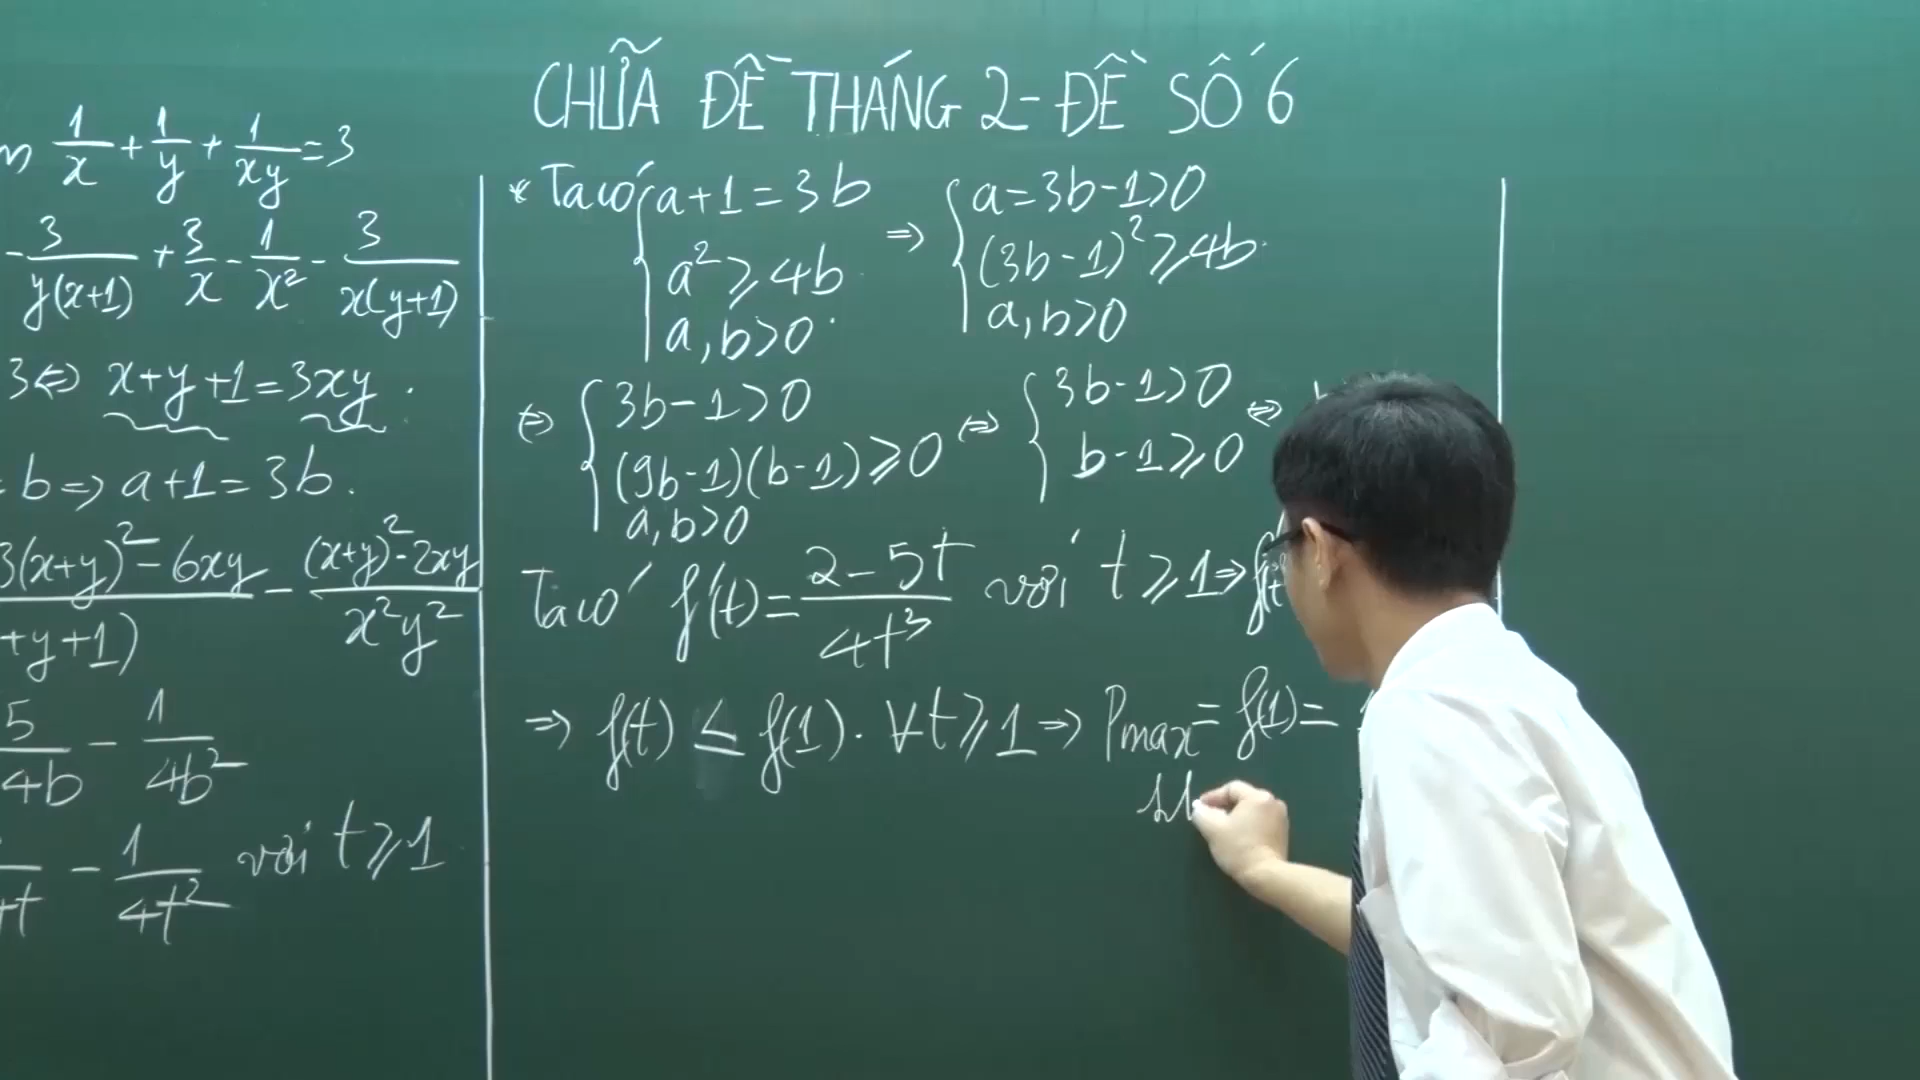 CHỮA ĐỀ THÁNG 2 - ĐỀ SỐ 6
1/x + 1/y + 1/xy = 3
- 3/y(x+1) + 3/x - 1/x² - 3/x(y+1)
3 ⇔ x+y+1 = 3xy.
= b ⇒ a+1 = 3b.
3(x+y)² - 6xy / +y+1) - (x+y)² - 2xy / x²y²
5/4b - 1/4b²
- 1/4t² với t ⩾ 1
* Ta có { a+1 = 3b ⇒ { a = 3b-1 > 0
a² ⩾ 4b (3b-1)² ⩾ 4b
a, b > 0 a, b > 0
⇔ { 3b-1 > 0 ⇔ { 3b-1 > 0 ⇔
(9b-1)(b-1) ⩾ 0 b-1 ⩾ 0
a, b > 0
Ta có f'(t) = 2-5t / 4t³ với t ⩾ 1 ⇒
⇒ f(t) ≤ f(1). ∀t ⩾ 1 ⇒ Pmax = f(1) =